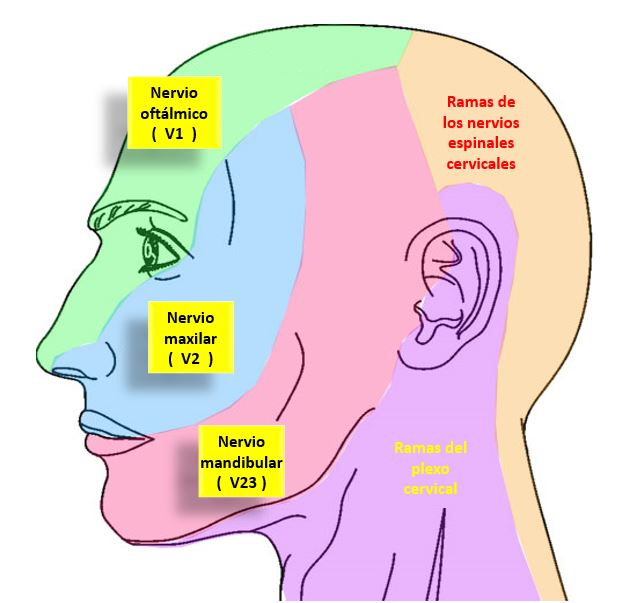 Nervio
oftálmico
( V1 )
Ramas de
los nervios
espinales
cervicales
Nervio
maxilar
( V2 )
Nervio
mandibular
( V23 )
Ramas del
plexo
cervical